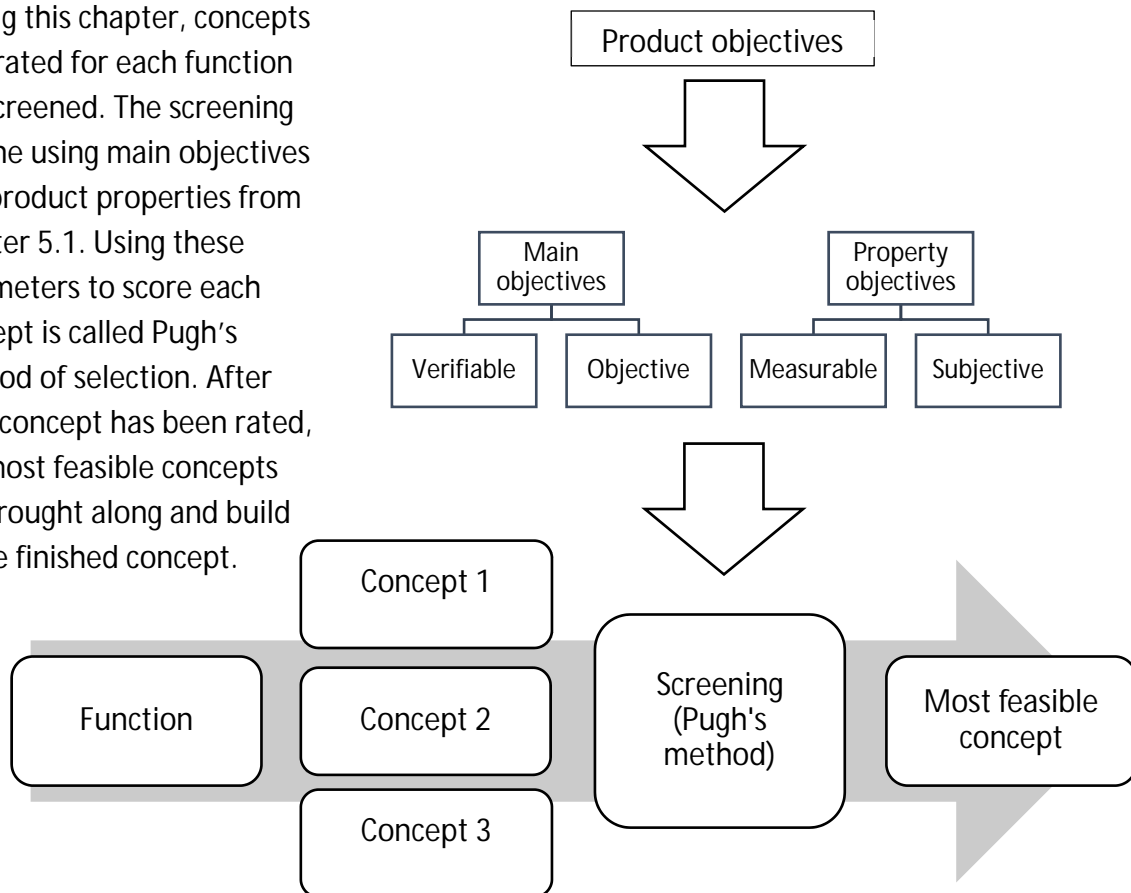 g this chapter, concepts
rated for each function
creened. The screening
ne using main objectives
product properties from
ter 5.1. Using these
meters to score each
ept is called Pugh's
od of selection. After
concept has been rated,
nost feasible concepts
rought along and build
e finished concept.
Product objectives
Main
objectives
Property
objectives
Verifiable
Objective
Measurable
Subjective
Function
Concept 1
Concept 2
Concept 3
Screening
(Pugh's
method)
Most feasible
concept